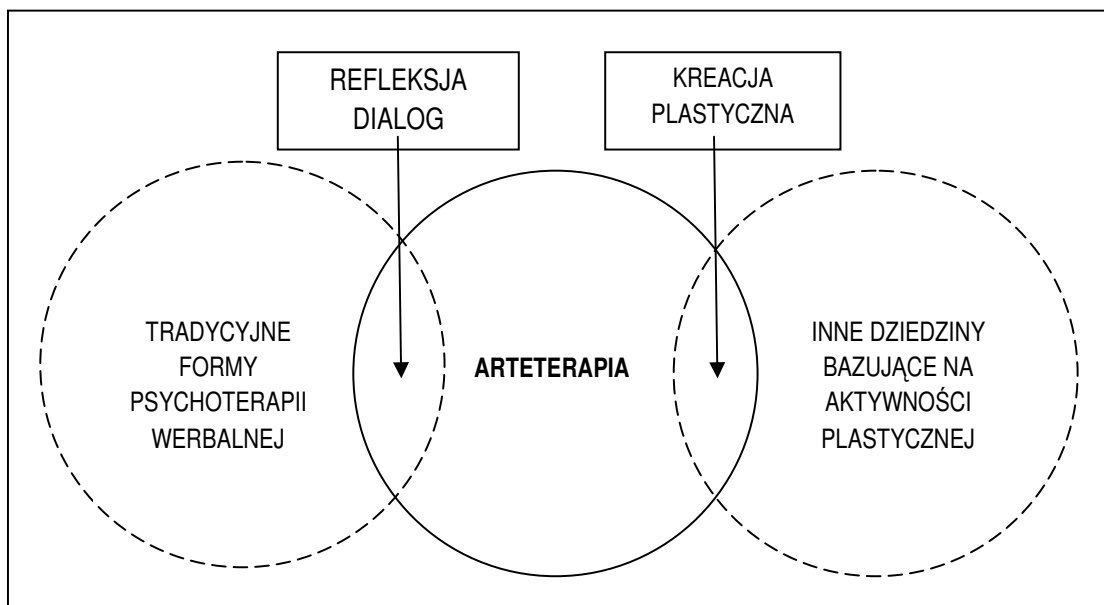 REFLEKSJA
DIALOG
KREACJA
PLASTYCZNA
TRADYCYJNE
FORMY
PSYCHOTERAPII
WERBALNEJ
ARTETERAPIA
INNE DZIEDZINY
BAZUJĄCE NA
AKTYWNOŚCI
PLASTYCZNEJ